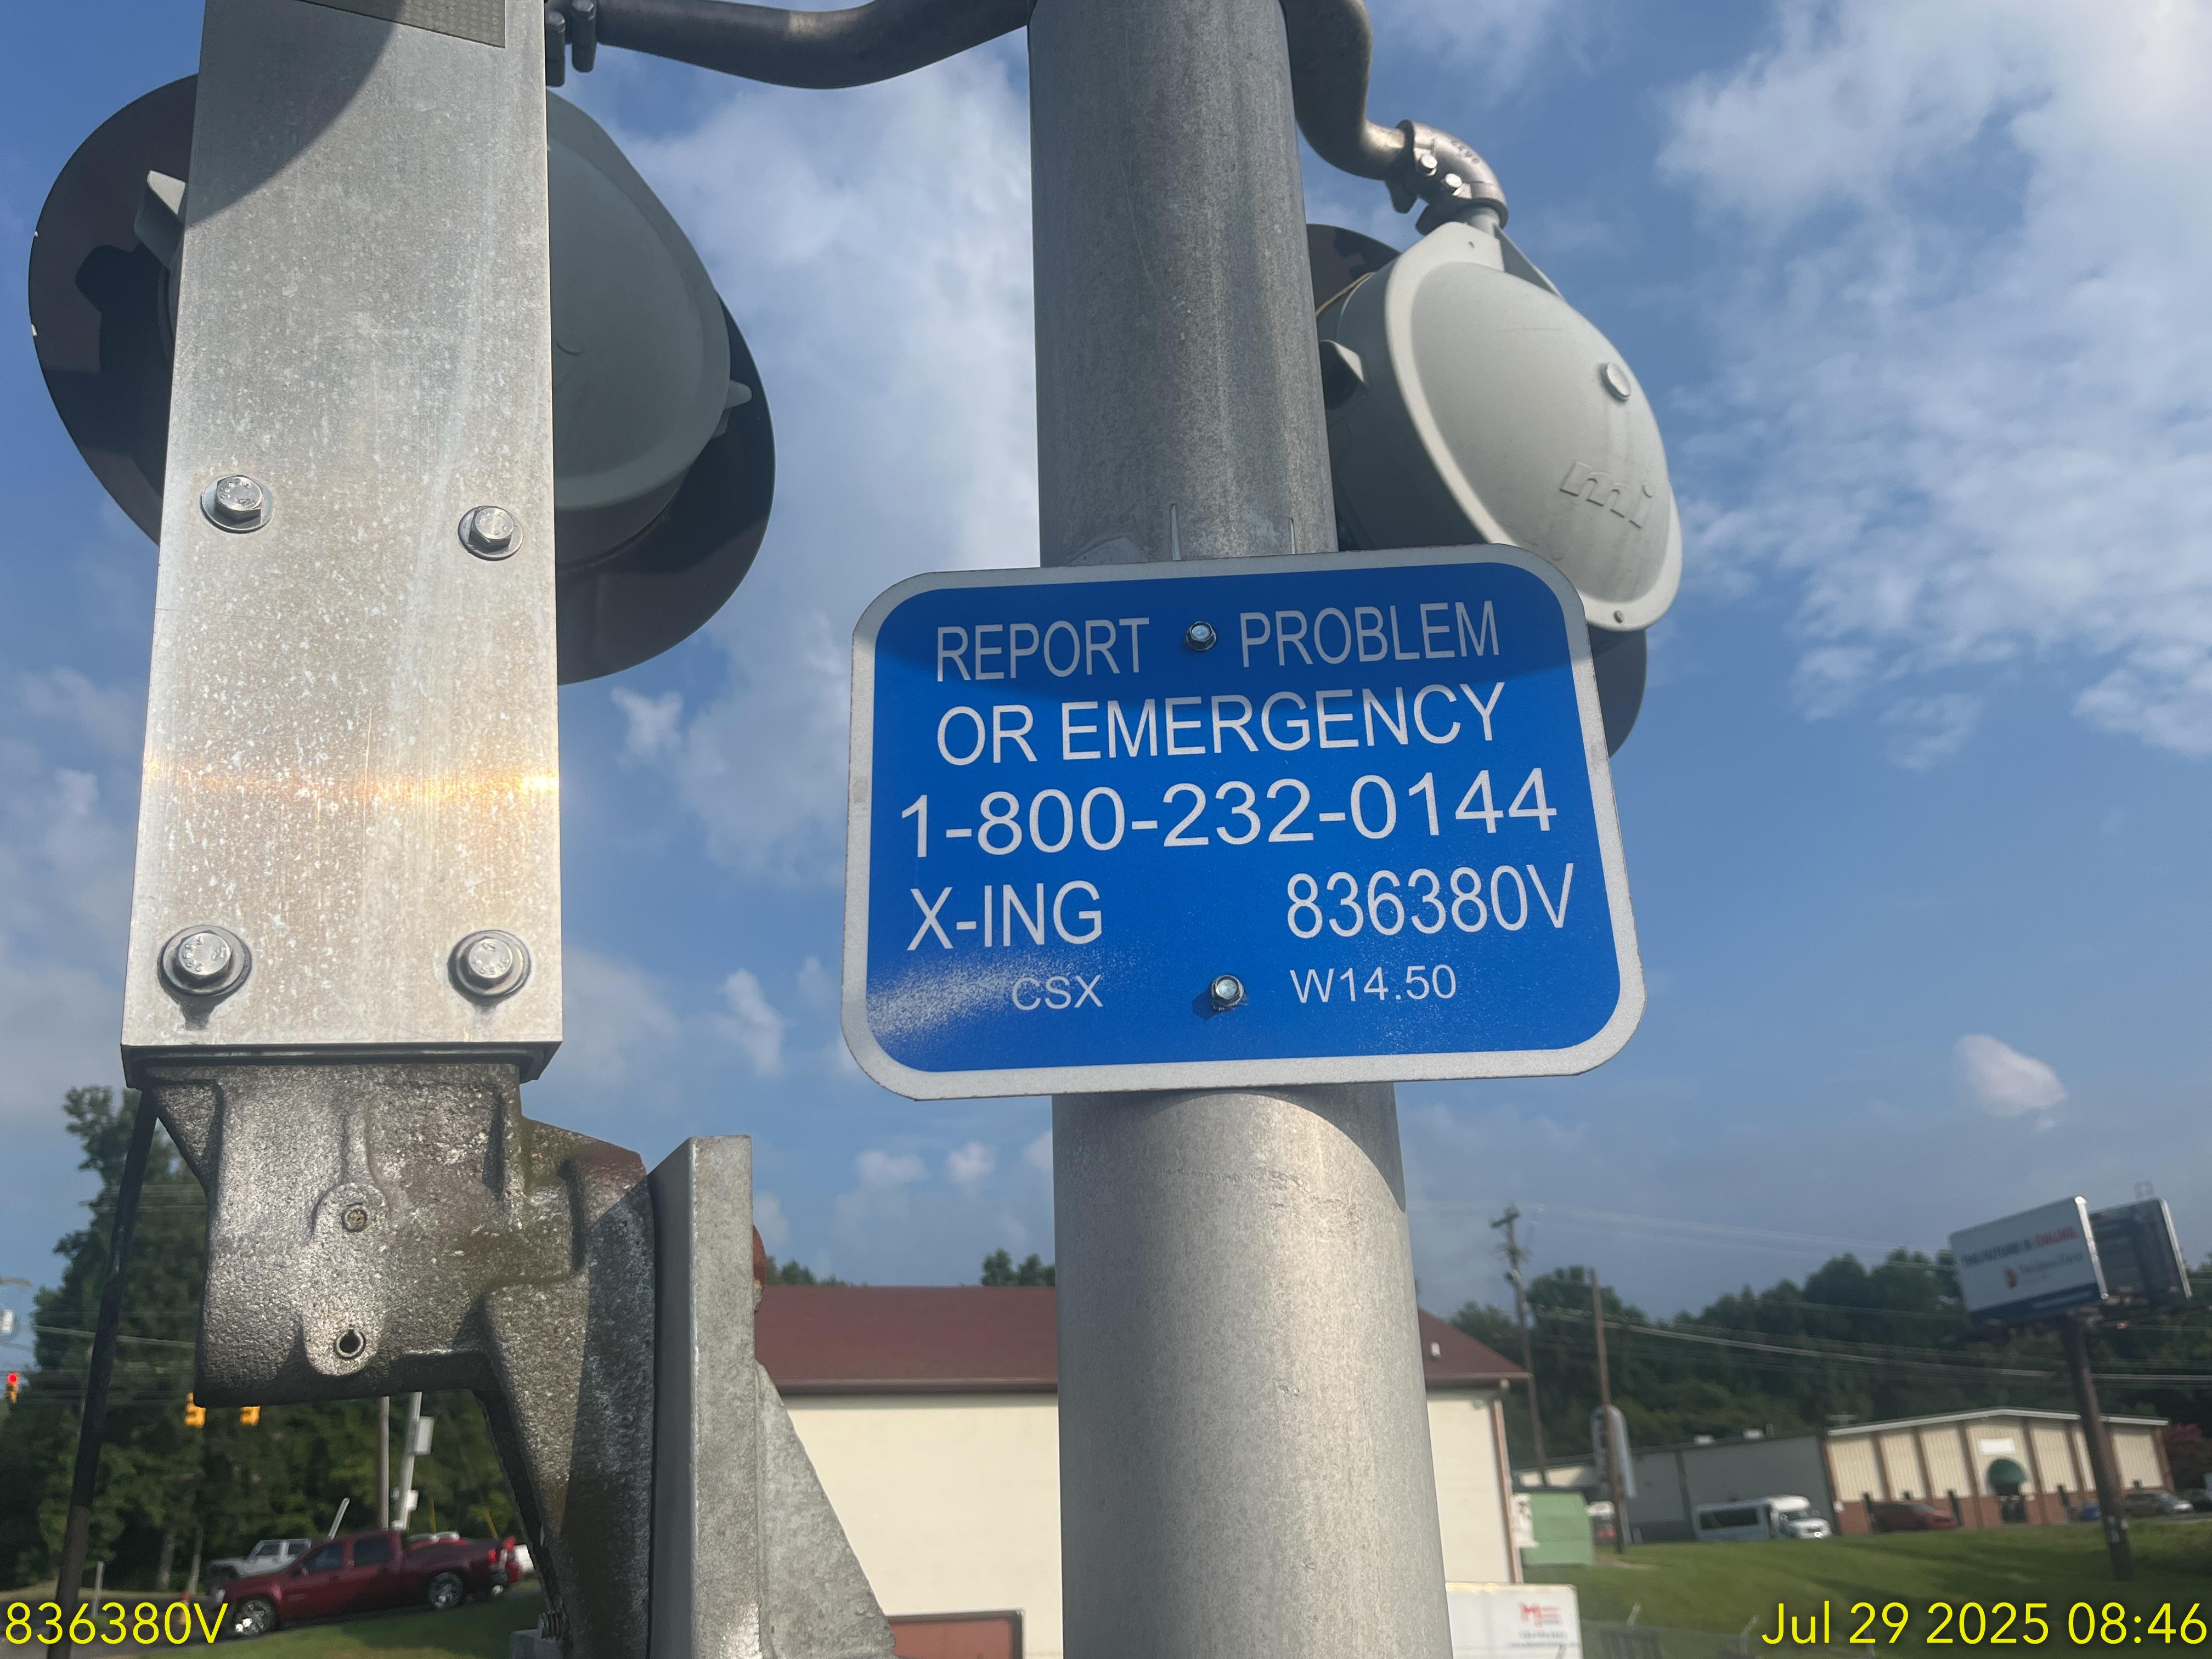 mi
REPORT PROBLEM
OR EMERGENCY
1-800-232-0144
X-ING 836380V
CSX W14.50
836380V
Jul 29 2025 08:46